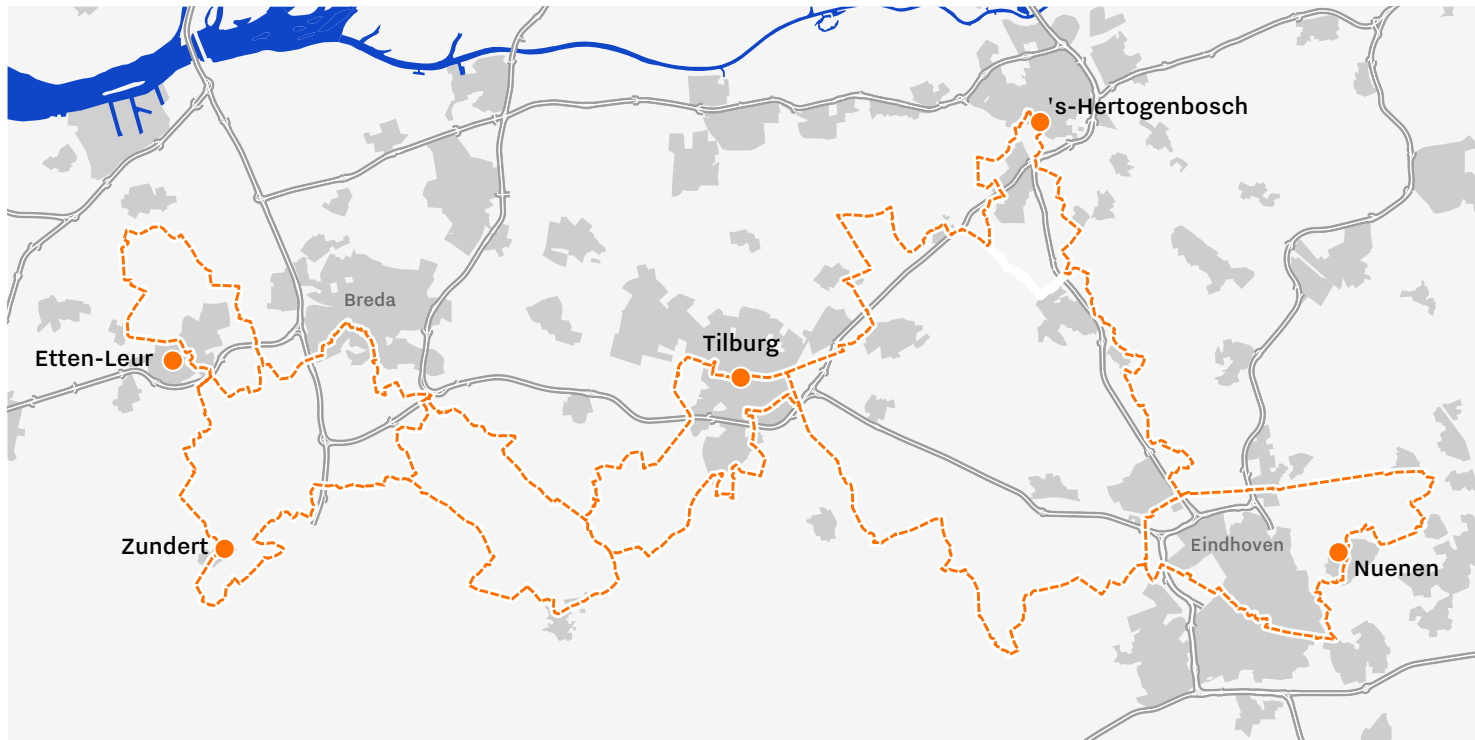 's-Hertogenbosch
Breda
Tilburg
Etten-Leur
Zundert
Eindhoven
Nuenen